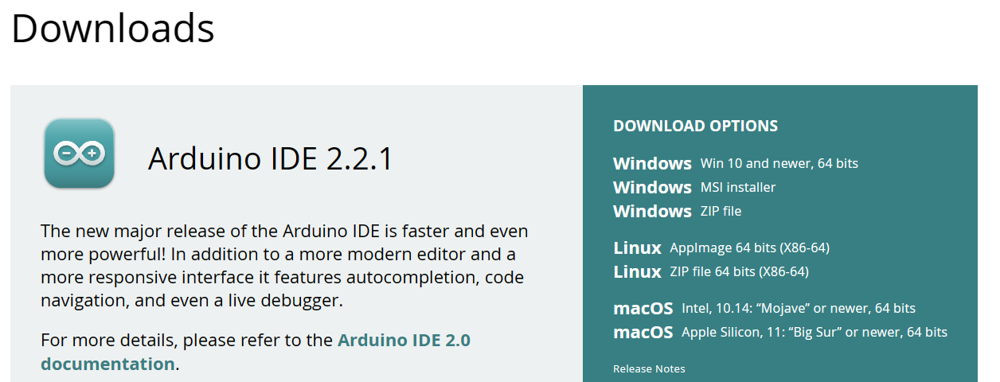 Downloads
Arduino IDE 2.2.1
The new major release of the Arduino IDE is faster and even
more powerful! In addition to a more modern editor and a
more responsive interface it features autocompletion, code
navigation, and even a live debugger.
For more details, please refer to the Arduino IDE 2.0
documentation.
DOWNLOAD OPTIONS
Windows Win 10 and newer, 64 bits
Windows MSI installer
Windows ZIP file
Linux AppImage 64 bits (X86-64)
Linux ZIP file 64 bits (X86-64)
macOS Intel, 10.14: “Mojave” or newer, 64 bits
macOS Apple Silicon, 11: “Big Sur” or newer, 64 bits
Release Notes